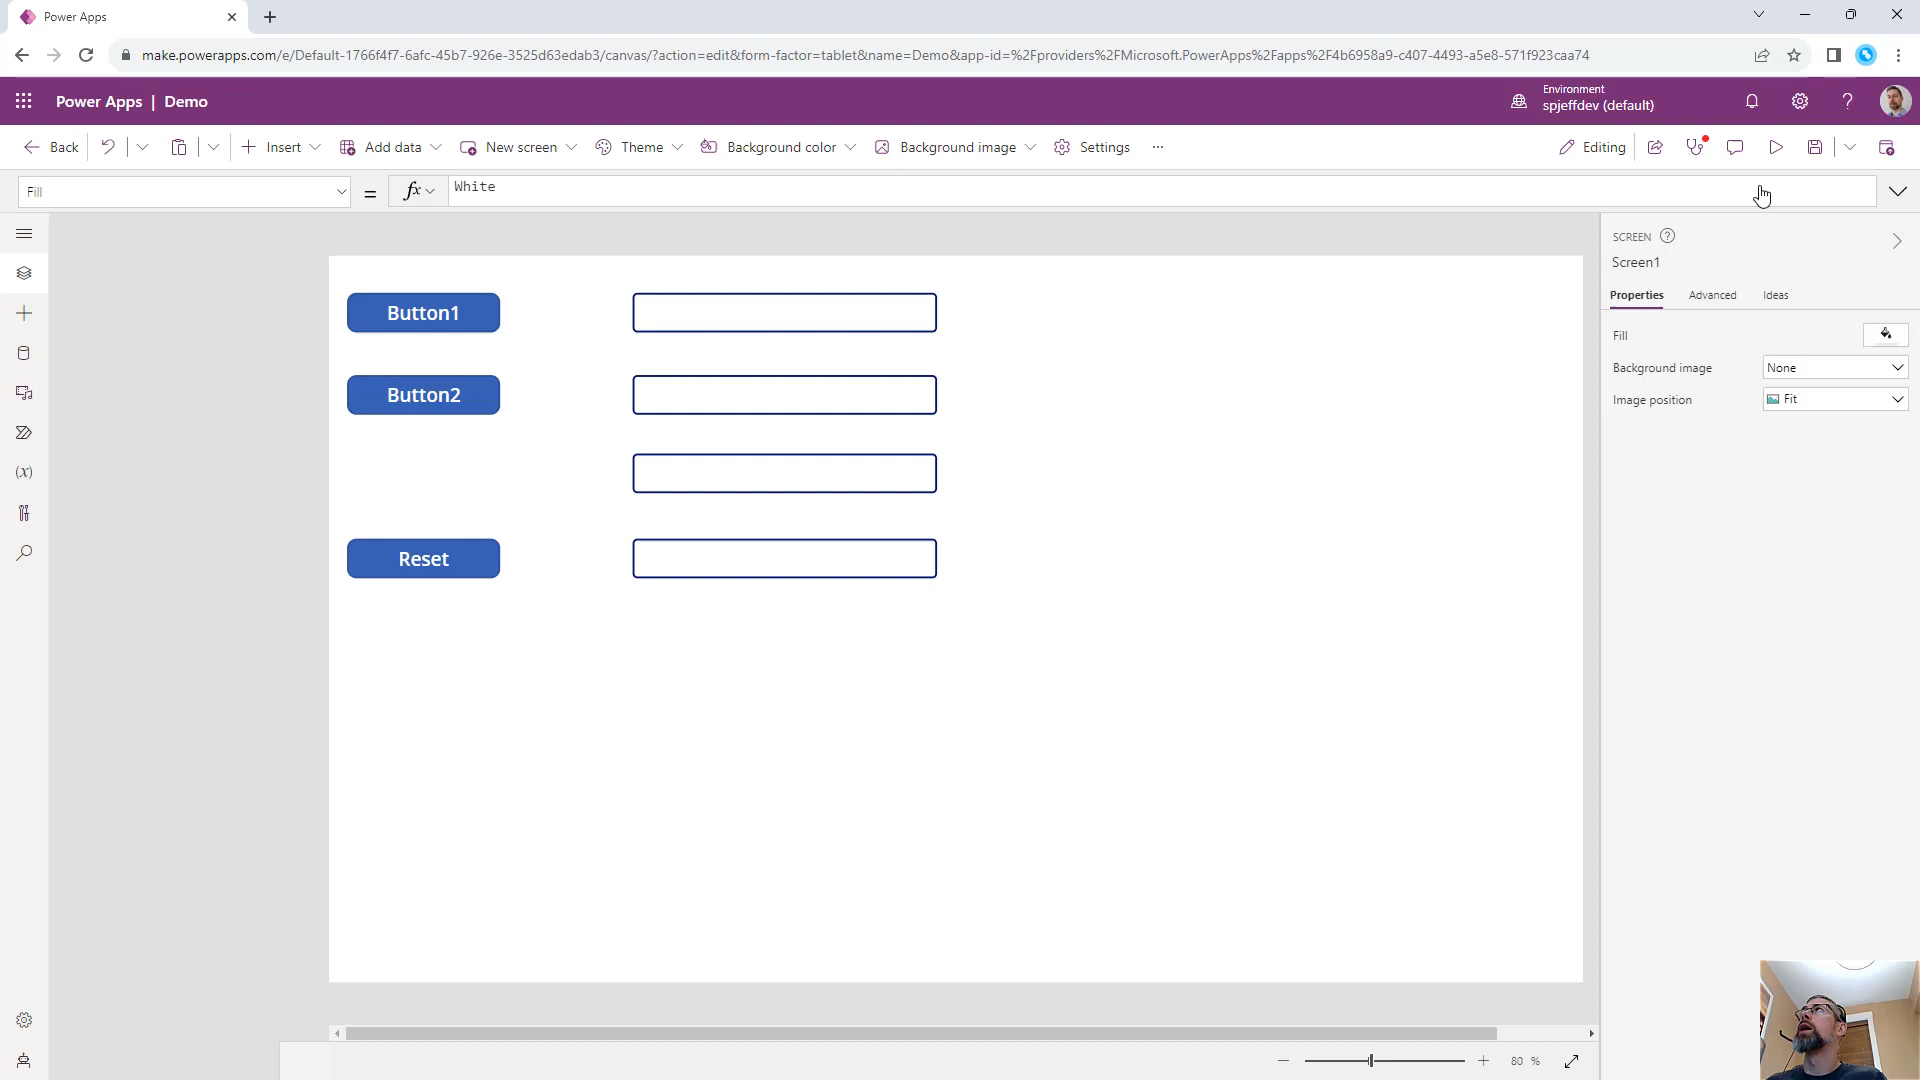 Power Apps
make.powerapps.com/e/Default-1766f4f7-6afc-45b7-926e-3525d63edab3/canvas/?action=edit&form-factor=tablet&name=Demo&app-id=%2Fproviders%2FMicrosoft.PowerApps%2Fapps%2F4b6958a9-c407-4493-a5e8-571f923caa74
Power Apps | Demo
Environment
spjeffdev (default)
Back Insert Add data New screen Theme Background color Background image Settings ... Editing
Fill = fx White
SCREEN ?
Screen1
Properties Advanced Ideas
Fill
Background image None
Image position Fit
Button1
Button2
Reset
(x)
80 %